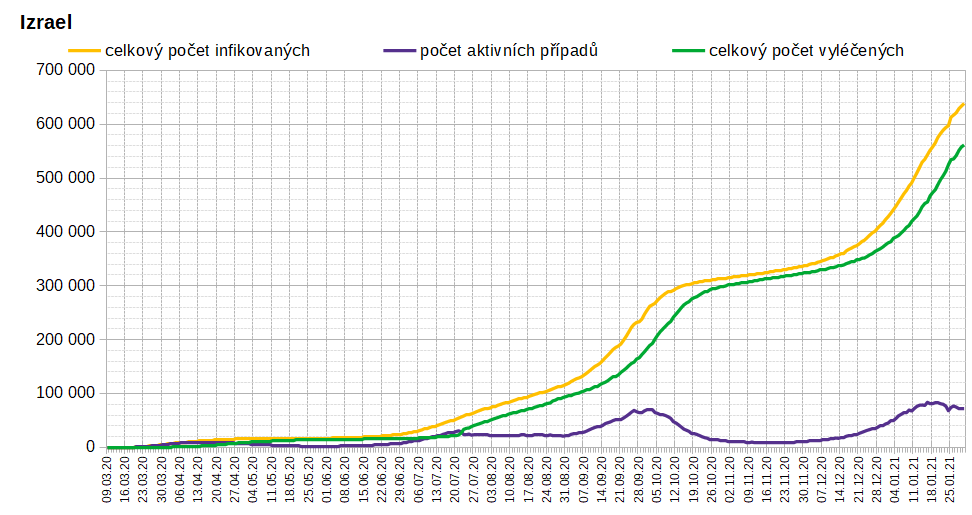 Izrael
celkový počet infikovaných počet aktivních případů celkový počet vyléčených
700 000
600 000
500 000
400 000
300 000
200 000
100 000
0
09.03.20 16.03.20 23.03.20 30.03.20 06.04.20 13.04.20 20.04.20 27.04.20 04.05.20 11.05.20 18.05.20 25.05.20 01.06.20 08.06.20 15.06.20 22.06.20 29.06.20 06.07.20 13.07.20 20.07.20 27.07.20 03.08.20 10.08.20 17.08.20 24.08.20 31.08.20 07.09.20 14.09.20 21.09.20 28.09.20 05.10.20 12.10.20 19.10.20 26.10.20 02.11.20 09.11.20 16.11.20 23.11.20 30.11.20 07.12.20 14.12.20 21.12.20 28.12.20 04.01.21 11.01.21 18.01.21 25.01.21